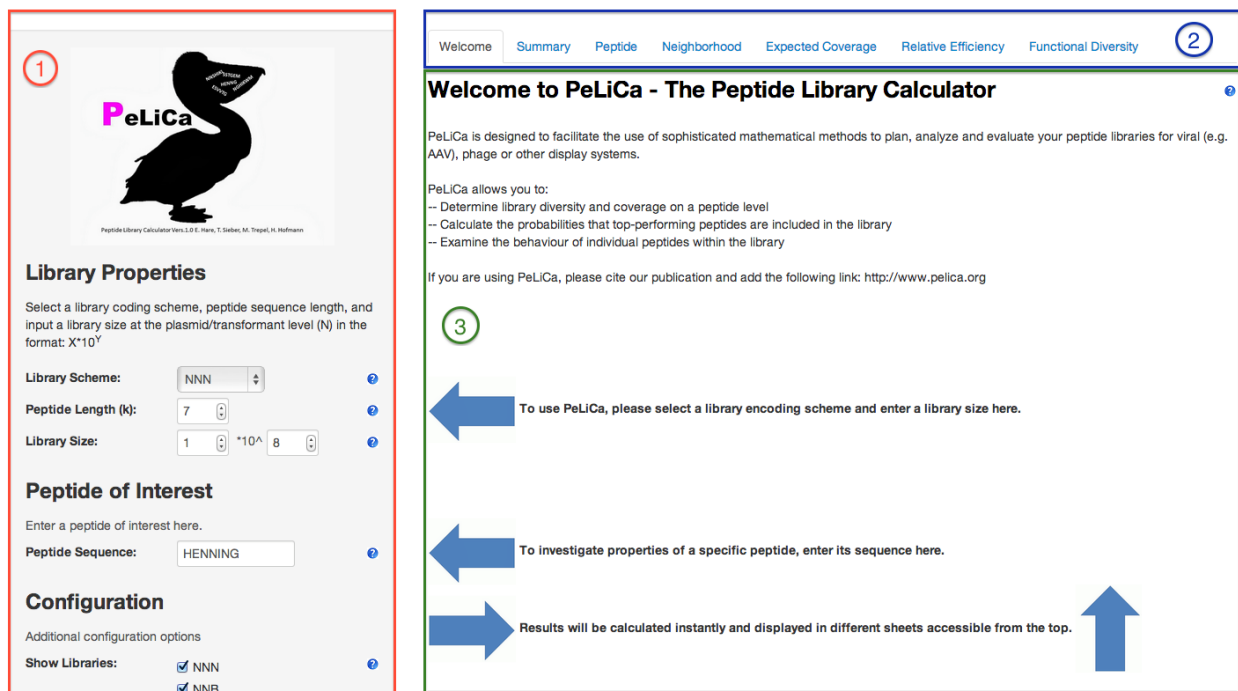 1
PeLiCa
Peptide Library Calculator Vers.1.0 E. Hare, T. Sieber, M. Trepel, H. Hofmann
Library Properties
Select a library coding scheme, peptide sequence length, and
input a library size at the plasmid/transformant level (N) in the
format: X*10^Y
Library Scheme: NNN ?
Peptide Length (k): 7 ?
Library Size: 1 *10^ 8 ?
Peptide of Interest
Enter a peptide of interest here.
Peptide Sequence: HENNING ?
Configuration
Additional configuration options
Show Libraries: NNN ?
NNB
Welcome Summary Peptide Neighborhood Expected Coverage Relative Efficiency Functional Diversity 2
Welcome to PeLiCa - The Peptide Library Calculator ?
PeLiCa is designed to facilitate the use of sophisticated mathematical methods to plan, analyze and evaluate your peptide libraries for viral (e.g.
AAV), phage or other display systems.
PeLiCa allows you to:
-- Determine library diversity and coverage on a peptide level
-- Calculate the probabilities that top-performing peptides are included in the library
-- Examine the behaviour of individual peptides within the library
If you are using PeLiCa, please cite our publication and add the following link: http://www.pelica.org
3
To use PeLiCa, please select a library encoding scheme and enter a library size here.
To investigate properties of a specific peptide, enter its sequence here.
Results will be calculated instantly and displayed in different sheets accessible from the top.